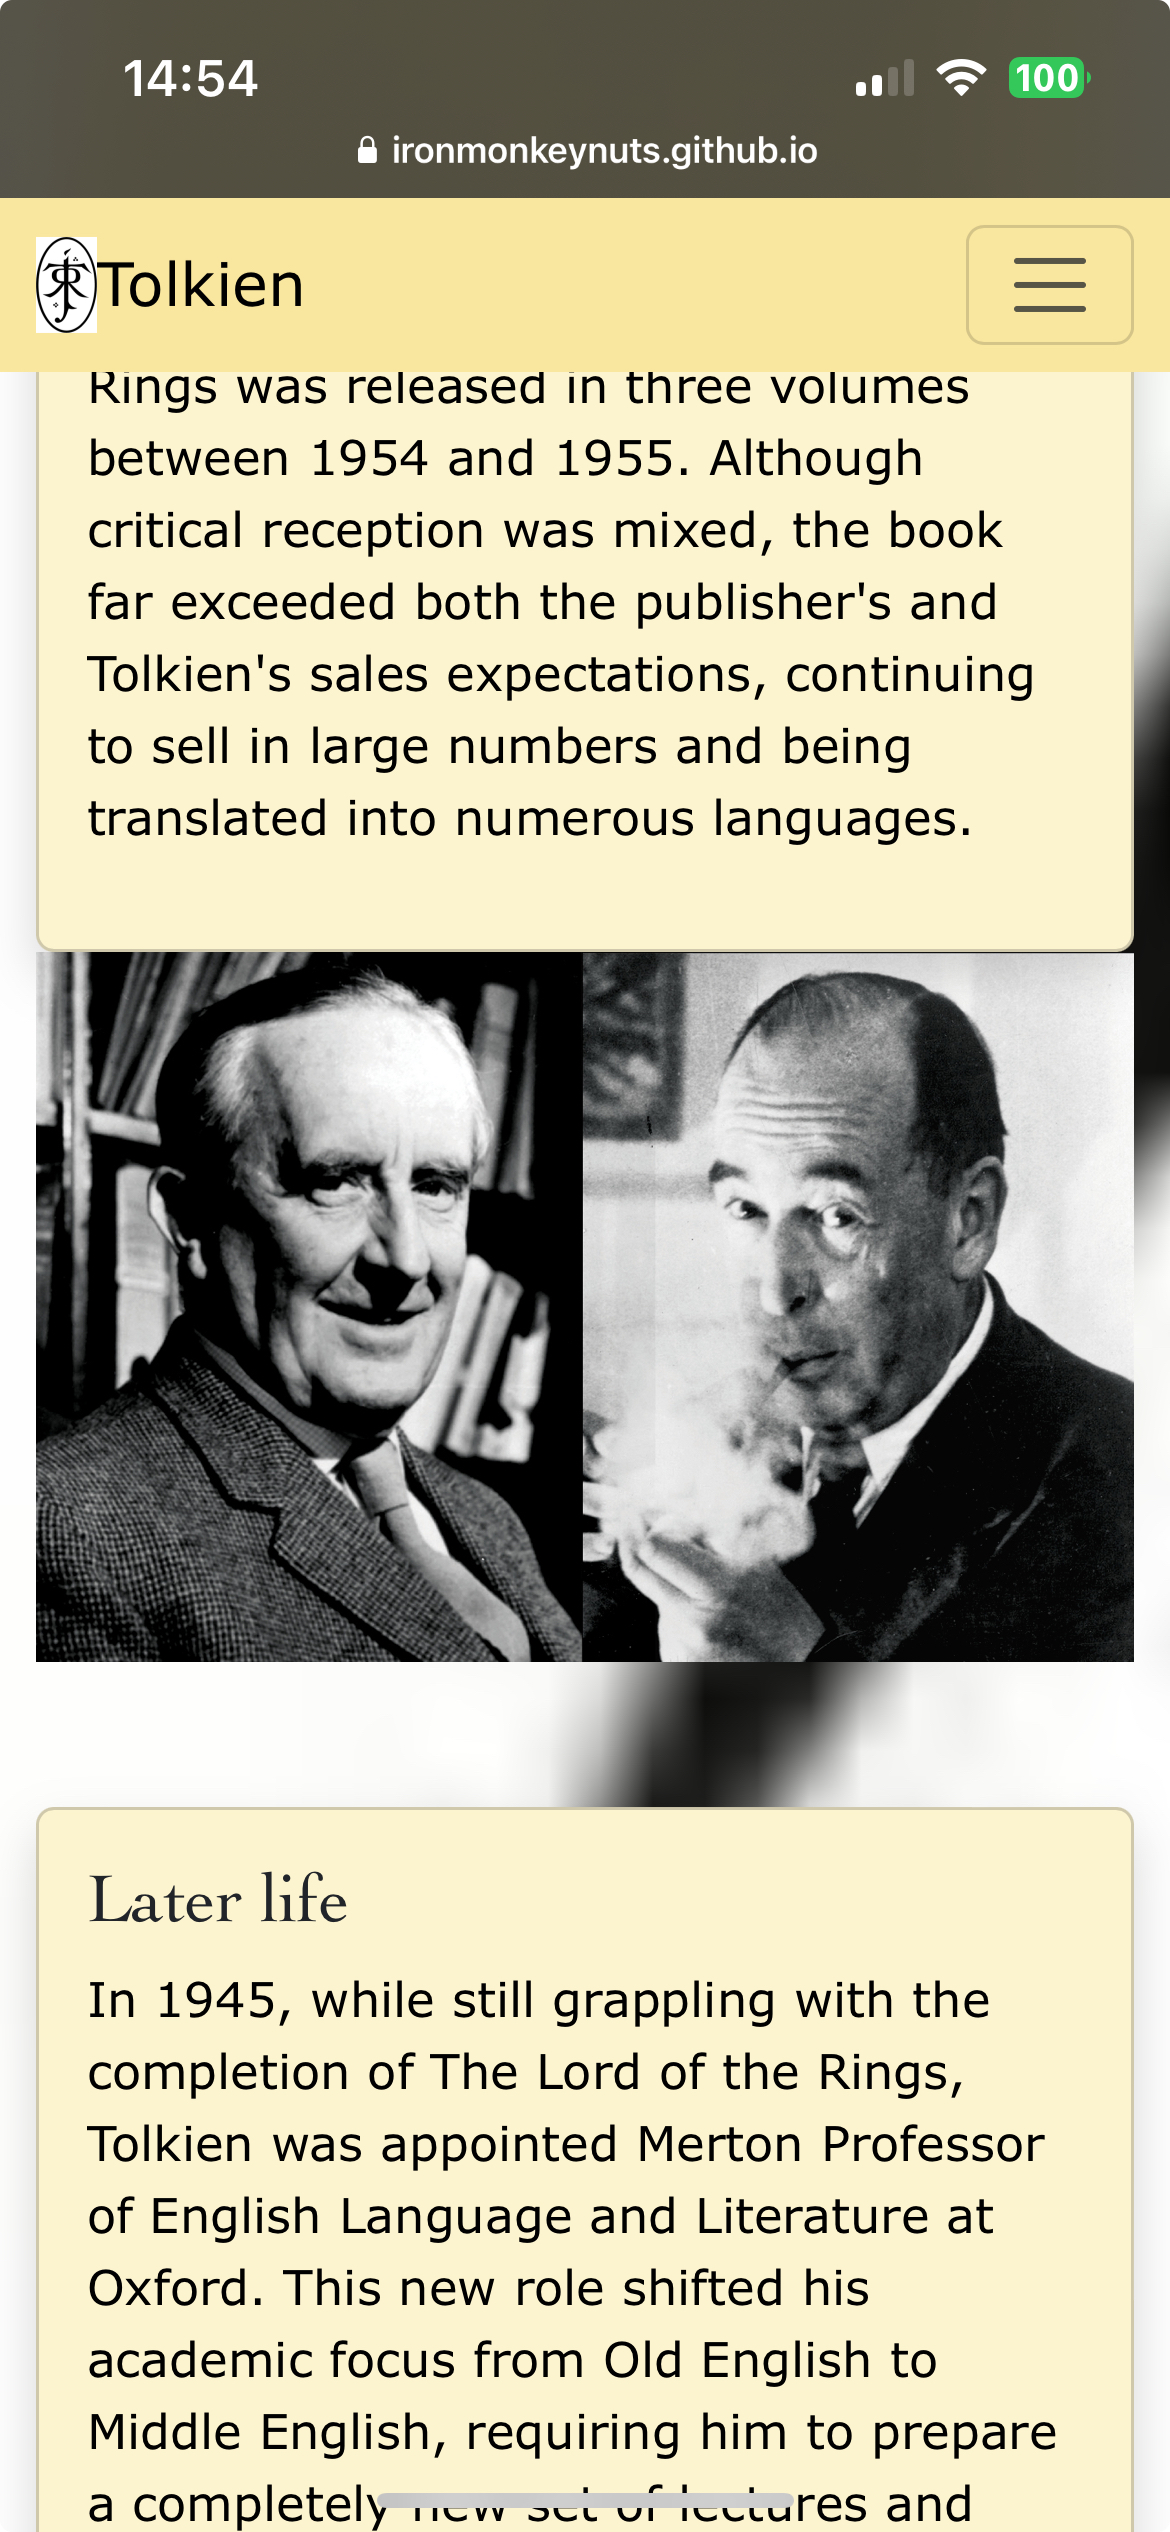 14:54
100
ironmonkeynuts.github.io
Tolkien
Rings was released in three volumes
between 1954 and 1955. Although
critical reception was mixed, the book
far exceeded both the publisher's and
Tolkien's sales expectations, continuing
to sell in large numbers and being
translated into numerous languages.
Later life
In 1945, while still grappling with the
completion of The Lord of the Rings,
Tolkien was appointed Merton Professor
of English Language and Literature at
Oxford. This new role shifted his
academic focus from Old English to
Middle English, requiring him to prepare
a completely new set of lectures and